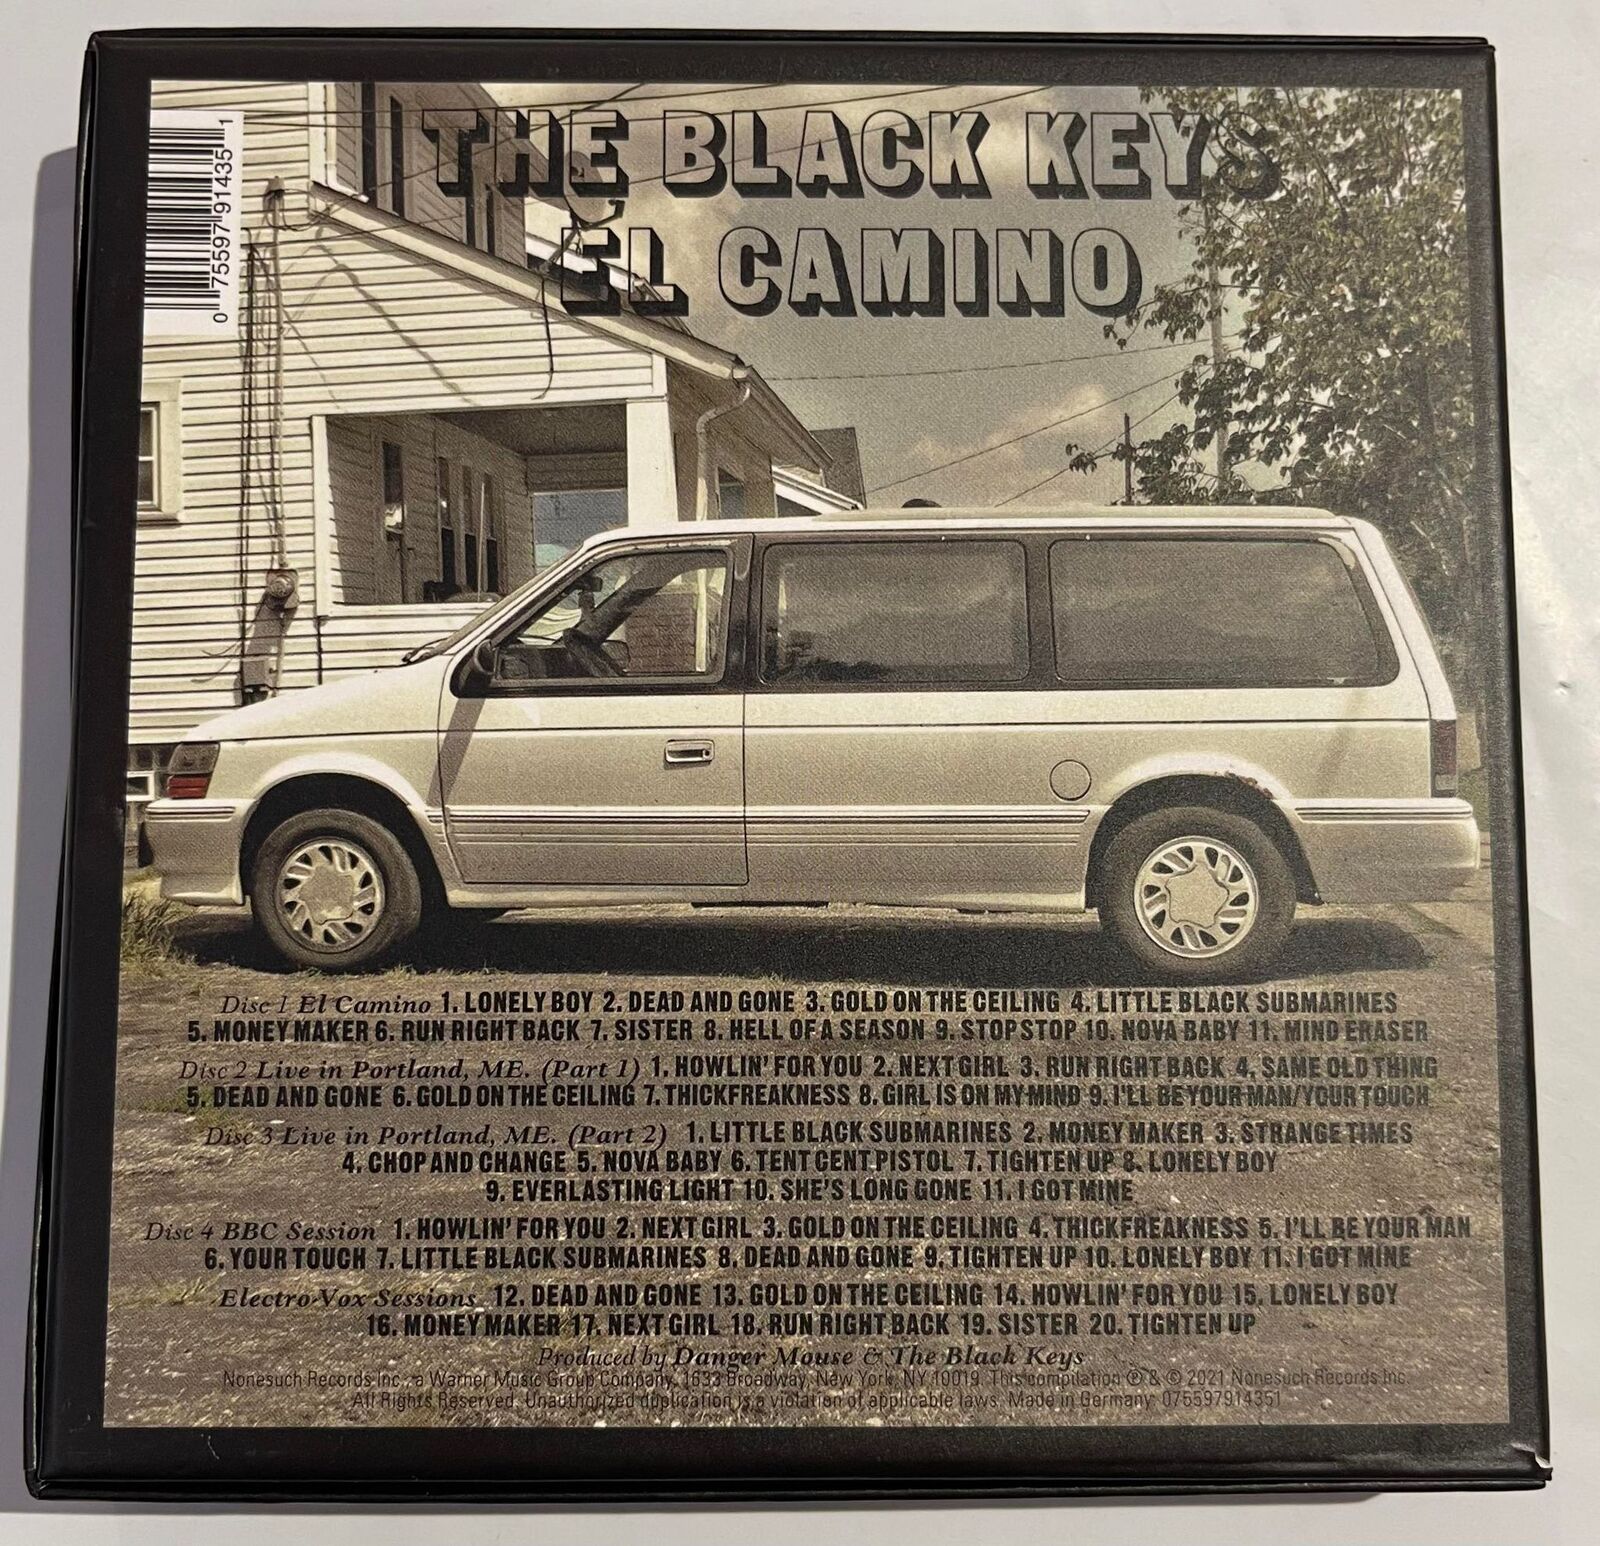 THE BLACK KEYS
EL CAMINO
0 75597 91435 1
Disc 1 El Camino 1. LONELY BOY 2. DEAD AND GONE 3. GOLD ON THE CEILING 4. LITTLE BLACK SUBMARINES
5. MONEY MAKER 6. RUN RIGHT BACK 7. SISTER 8. HELL OF A SEASON 9. STOP STOP 10. NOVA BABY 11. MIND ERASER
Disc 2 Live in Portland, ME. (Part 1) 1. HOWLIN' FOR YOU 2. NEXT GIRL 3. RUN RIGHT BACK 4. SAME OLD THING
5. DEAD AND GONE 6. GOLD ON THE CEILING 7. THICKFREAKNESS 8. GIRL IS ON MY MIND 9. I'LL BE YOUR MAN/YOUR TOUCH
Disc 3 Live in Portland, ME. (Part 2) 1. LITTLE BLACK SUBMARINES 2. MONEY MAKER 3. STRANGE TIMES
4. CHOP AND CHANGE 5. NOVA BABY 6. TEN CENT PISTOL 7. TIGHTEN UP 8. LONELY BOY
9. EVERLASTING LIGHT 10. SHE'S LONG GONE 11. I GOT MINE
Disc 4 BBC Session 1. HOWLIN' FOR YOU 2. NEXT GIRL 3. GOLD ON THE CEILING 4. THICKFREAKNESS 5. I'LL BE YOUR MAN
6. YOUR TOUCH 7. LITTLE BLACK SUBMARINES 8. DEAD AND GONE 9. TIGHTEN UP 10. LONELY BOY 11. I GOT MINE
Electro-Vox Sessions 12. DEAD AND GONE 13. GOLD ON THE CEILING 14. HOWLIN' FOR YOU 15. LONELY BOY
16. MONEY MAKER 17. NEXT GIRL 18. RUN RIGHT BACK 19. SISTER 20. TIGHTEN UP
Produced by Danger Mouse & The Black Keys
Nonesuch Records Inc., a Warner Music Group Company, 1633 Broadway, New York, NY 10019. This compilation ℗ & © 2021 Nonesuch Records Inc.
All Rights Reserved. Unauthorized duplication is a violation of applicable laws. Made in Germany. 075597914351